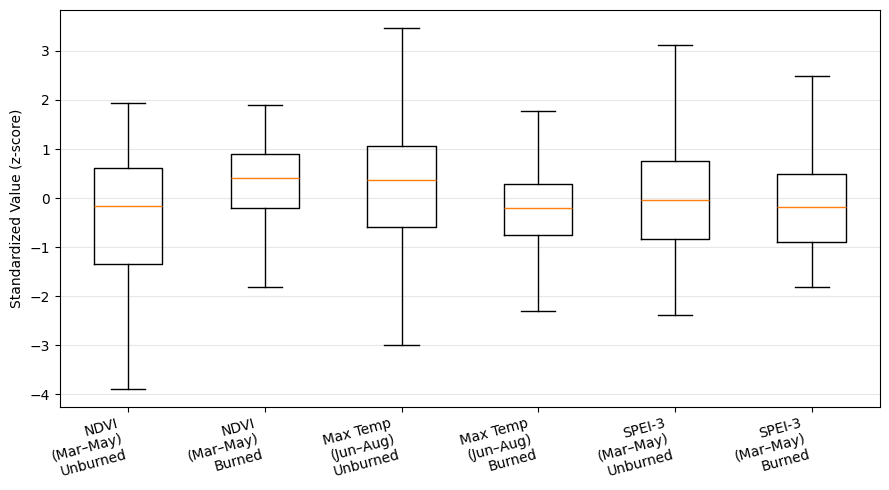 Standardized Value (z-score)
3
2
1
0
−1
−2
−3
−4
NDVI
(Mar–May)
Unburned
NDVI
(Mar–May)
Burned
Max Temp
(Jun–Aug)
Unburned
Max Temp
(Jun–Aug)
Burned
SPEI-3
(Mar–May)
Unburned
SPEI-3
(Mar–May)
Burned